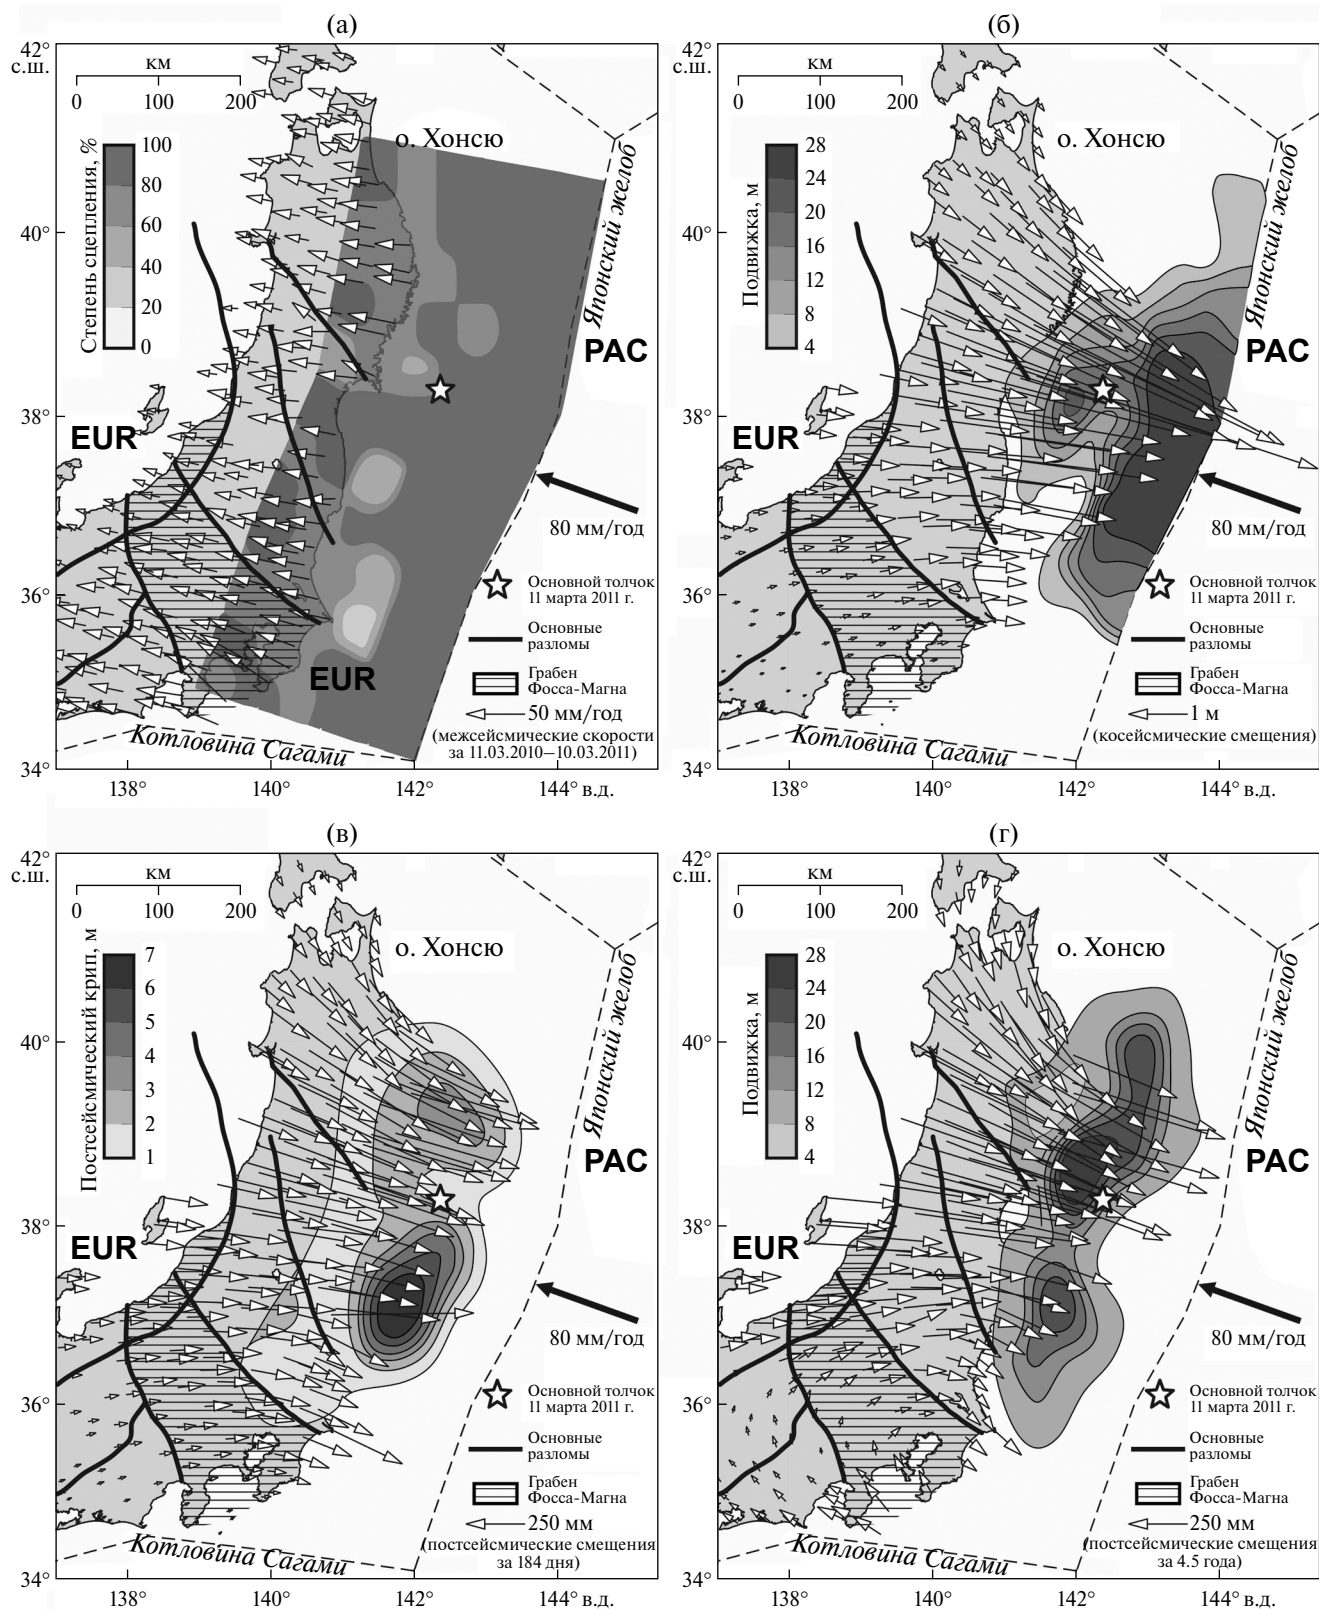 (а)
42°
с.ш.
40°
38°
36°
34°
138°
140°
142°
144° в.д.
км
0
100
200
Степень сцепления, %
100
80
60
40
20
0
о. Хонсю
Японский желоб
PAC
EUR
EUR
80 мм/год
Основной толчок
11 марта 2011 г.
Основные
разломы
Грабен
Фосса-Магна
50 мм/год
(межсейсмические скорости
за 11.03.2010–10.03.2011)
Котловина Сагами
(б)
42°
с.ш.
40°
38°
36°
34°
138°
140°
142°
144° в.д.
км
0
100
200
Подвижка, м
28
24
20
16
12
8
4
о. Хонсю
Японский желоб
PAC
EUR
80 мм/год
Основной толчок
11 марта 2011 г.
Основные
разломы
Грабен
Фосса-Магна
1 м
(косейсмические смещения)
Котловина Сагами
(в)
42°
с.ш.
40°
38°
36°
34°
138°
140°
142°
144° в.д.
км
0
100
200
Постсейсмический крип, м
7
6
5
4
3
2
1
о. Хонсю
Японский желоб
PAC
EUR
80 мм/год
Основной толчок
11 марта 2011 г.
Основные
разломы
Грабен
Фосса-Магна
250 мм
(постсейсмические смещения
за 184 дня)
Котловина Сагами
(г)
42°
с.ш.
40°
38°
36°
34°
138°
140°
142°
144° в.д.
км
0
100
200
Подвижка, м
28
24
20
16
12
8
4
о. Хонсю
Японский желоб
PAC
EUR
80 мм/год
Основной толчок
11 марта 2011 г.
Основные
разломы
Грабен
Фосса-Магна
250 мм
(постсейсмические смещения
за 4.5 года)
Котловина Сагами